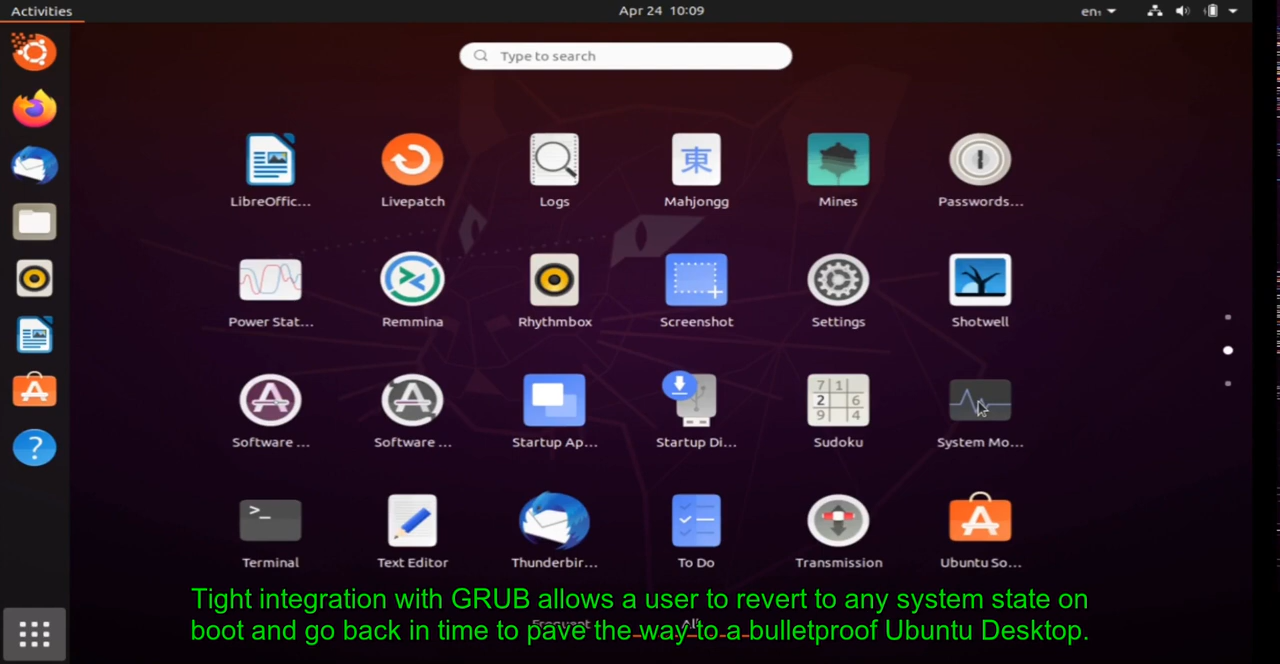 Activities
Apr 24 10:09
en₁
Type to search
LibreOffic...
Livepatch
Logs
Mahjongg
Mines
Passwords...
Power Stat...
Remmina
Rhythmbox
Screenshot
Settings
Shotwell
Software ...
Software ...
Startup Ap...
Startup Di...
Sudoku
System Mo...
Terminal
Text Editor
Thunderbir...
To Do
Transmission
Ubuntu So...
Frequent
All
Tight integration with GRUB allows a user to revert to any system state on
boot and go back in time to pave the way to a bulletproof Ubuntu Desktop.